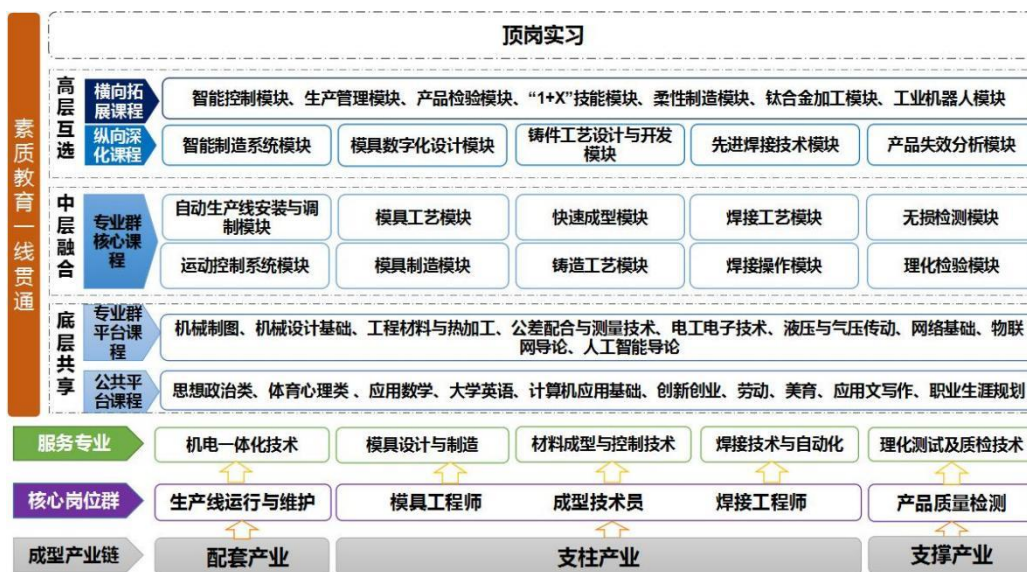 素质教育一线贯通
顶岗实习
高层互选
横向拓
展课程
智能控制模块、生产管理模块、产品检验模块、“1+X”技能模块、柔性制造模块、钛合金加工模块、工业机器人模块
纵向深
化课程
智能制造系统模块
模具数字化设计模块
铸件工艺设计与开发
模块
先进焊接技术模块
产品失效分析模块
中层融合
专业群
核心课
程
自动生产线安装与调
制模块
模具工艺模块
快速成型模块
焊接工艺模块
无损检测模块
运动控制系统模块
模具制造模块
铸造工艺模块
焊接操作模块
理化检验模块
底层共享
专业群
平台课
程
机械制图、机械设计基础、工程材料与热加工、公差配合与测量技术、电工电子技术、液压与气压传动、网络基础、物联
网导论、人工智能导论
公共平
台课程
思想政治类、体育心理类 、应用数学、大学英语、计算机应用基础、创新创业、劳动、美育、应用文写作、职业生涯规划
服务专业
机电一体化技术
模具设计与制造
材料成型与控制技术
焊接技术与自动化
理化测试及质检技术
核心岗位群
生产线运行与维护
模具工程师
成型技术员
焊接工程师
产品质量检测
成型产业链
配套产业
支柱产业
支撑产业